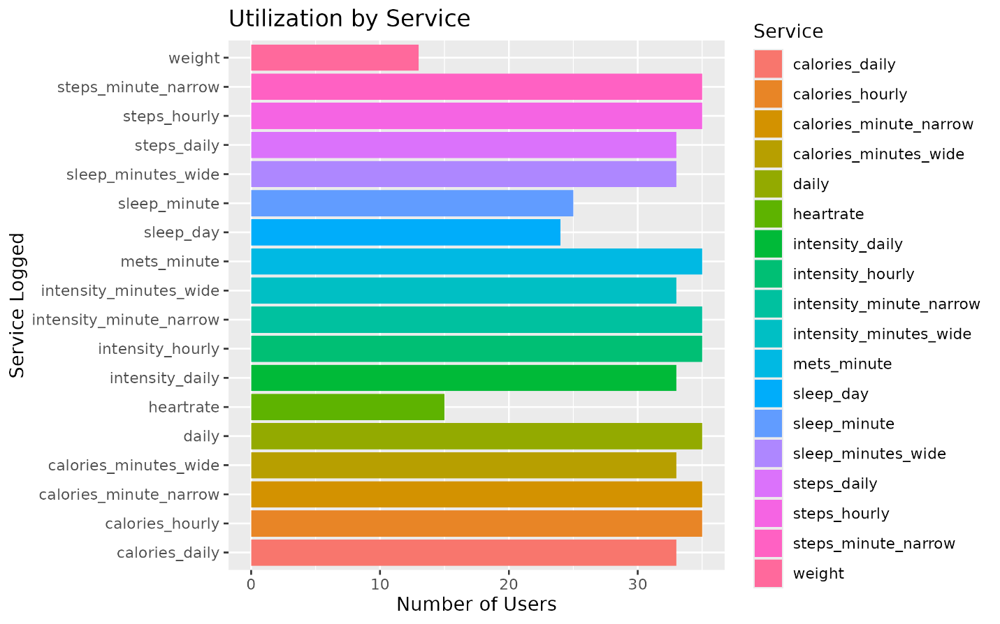 Utilization by Service
Service Logged
weight
steps_minute_narrow
steps_hourly
steps_daily
sleep_minutes_wide
sleep_minute
sleep_day
mets_minute
intensity_minutes_wide
intensity_minute_narrow
intensity_hourly
intensity_daily
heartrate
daily
calories_minutes_wide
calories_minute_narrow
calories_hourly
calories_daily
0 10 20 30
Number of Users
Service
calories_daily
calories_hourly
calories_minute_narrow
calories_minutes_wide
daily
heartrate
intensity_daily
intensity_hourly
intensity_minute_narrow
intensity_minutes_wide
mets_minute
sleep_day
sleep_minute
sleep_minutes_wide
steps_daily
steps_hourly
steps_minute_narrow
weight